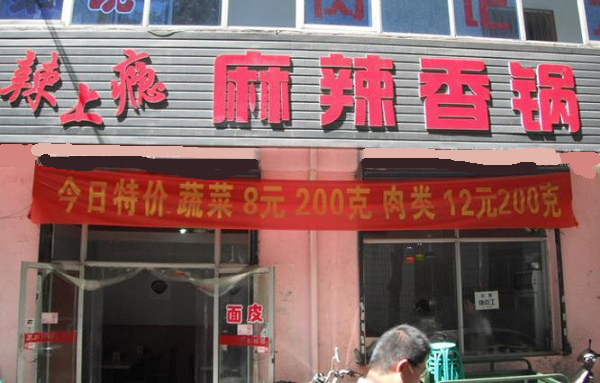 辣上瘾 麻辣香锅
今日特价 蔬菜 8元 200克 肉类 12元200克
面皮